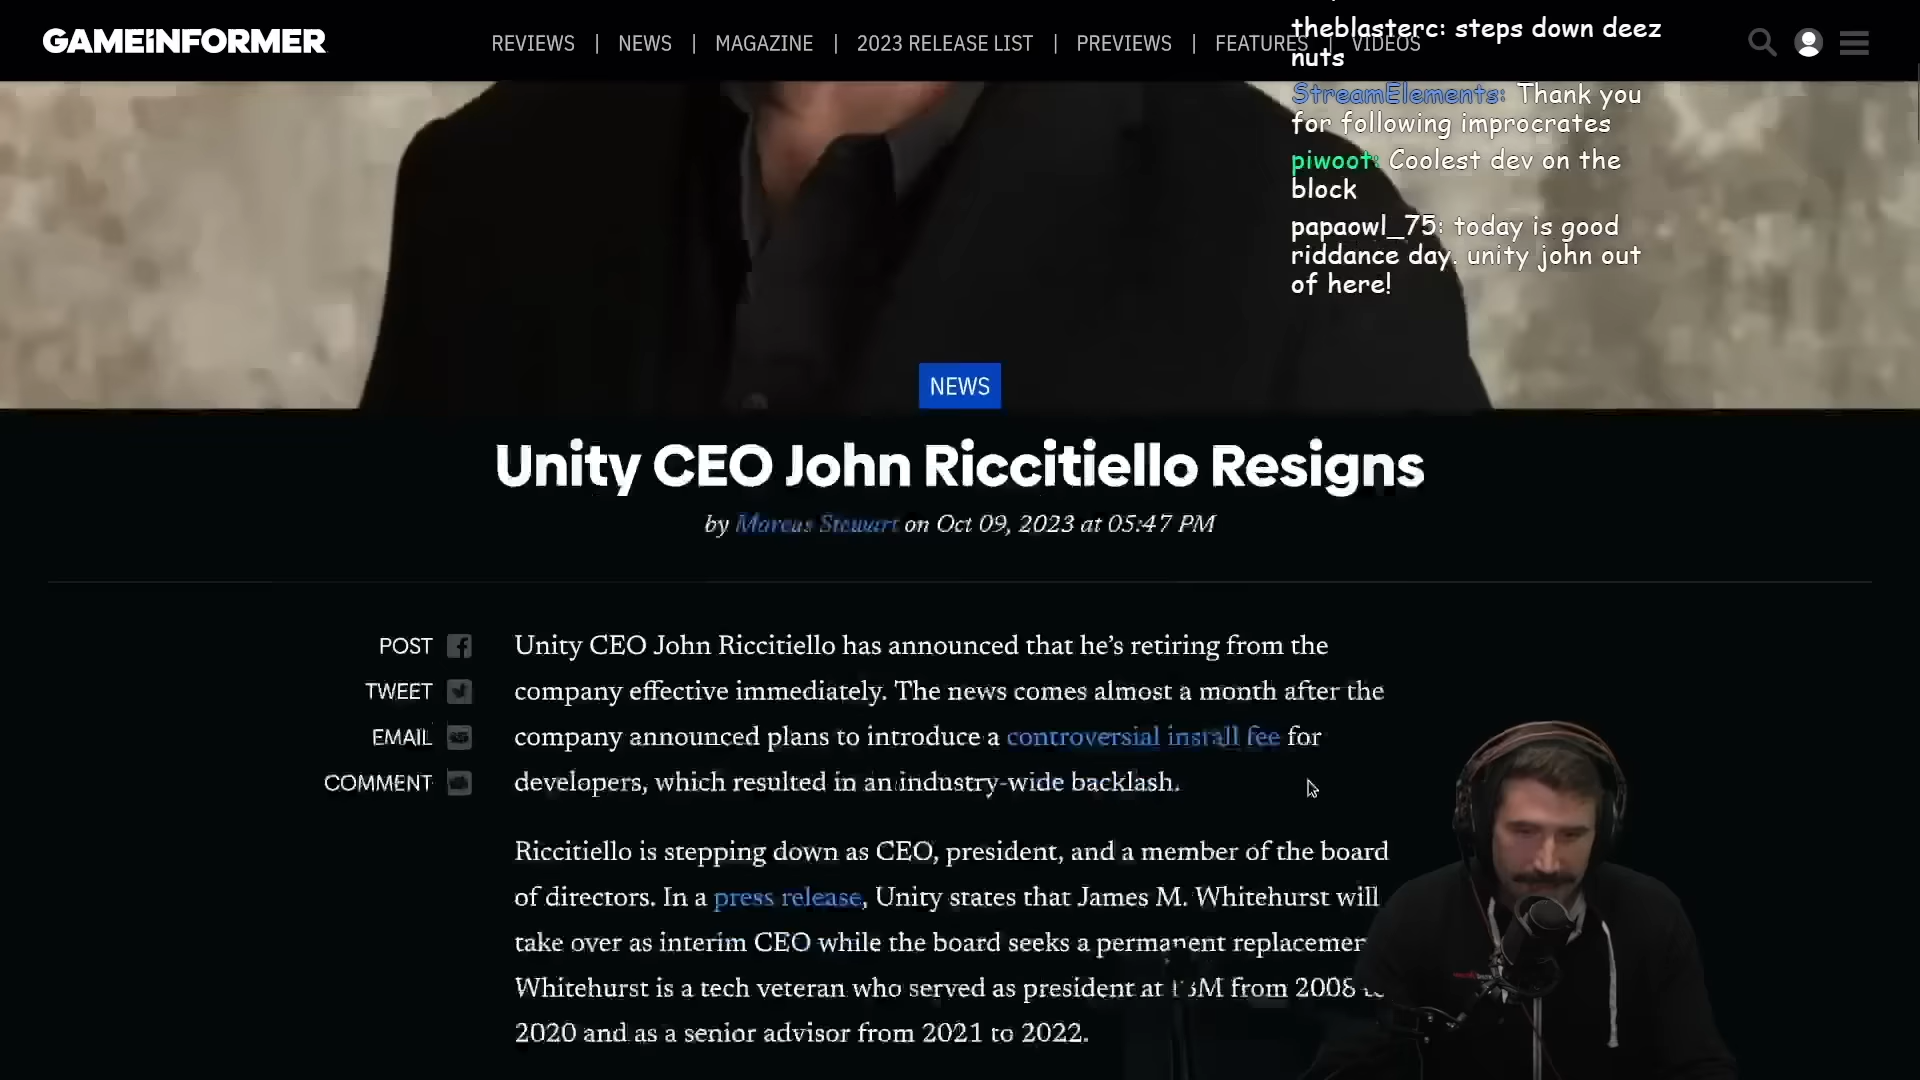 GAMEINFORMER
REVIEWS | NEWS | MAGAZINE | 2023 RELEASE LIST | PREVIEWS | FEATURES | VIDEOS
theblasterc: steps down deez
nuts
StreamElements: Thank you
for following improcrates
piwoot: Coolest dev on the
block
papaowl_75: today is good
riddance day. unity john out
of here!
NEWS
Unity CEO John Riccitiello Resigns
by Marcus Stewart on Oct 09, 2023 at 05:47 PM
POST
TWEET
EMAIL
COMMENT
Unity CEO John Riccitiello has announced that he's retiring from the
company effective immediately. The news comes almost a month after the
company announced plans to introduce a controversial install fee for
developers, which resulted in an industry-wide backlash.
Riccitiello is stepping down as CEO, president, and a member of the board
of directors. In a press release, Unity states that James M. Whitehurst will
take over as interim CEO while the board seeks a permanent
Whitehurst is a tech veteran who served as president at from 2008
2020 and as a senior advisor from 2021 to 2022.